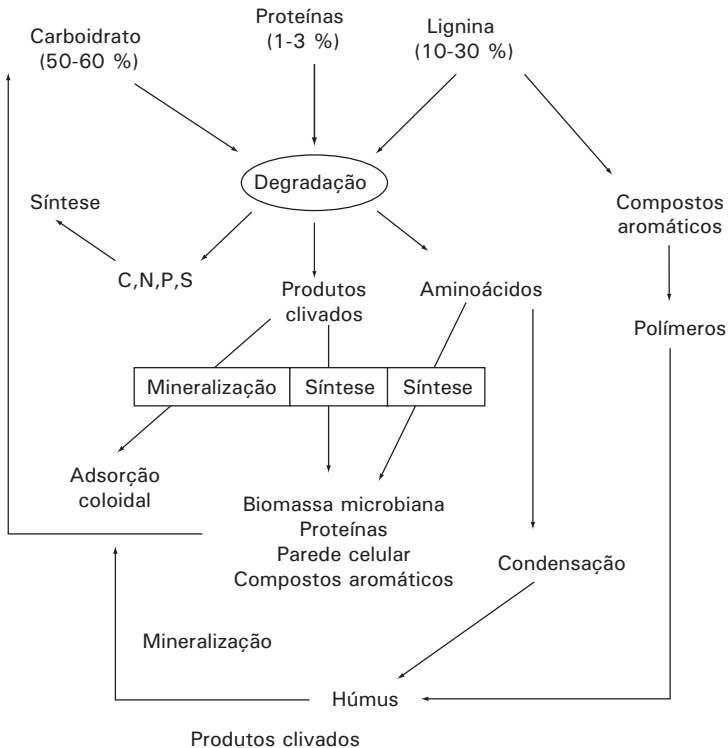 Carboidrato
(50-60 %)
Proteínas
(1-3 %)
Lignina
(10-30 %)
Degradação
Síntese
Compostos
aromáticos
C,N,P,S
Produtos
clivados
Aminoácidos
Polímeros
Mineralização
Síntese
Síntese
Adsorção
coloidal
Biomassa microbiana
Proteínas
Parede celular
Compostos aromáticos
Condensação
Mineralização
Húmus
Produtos clivados